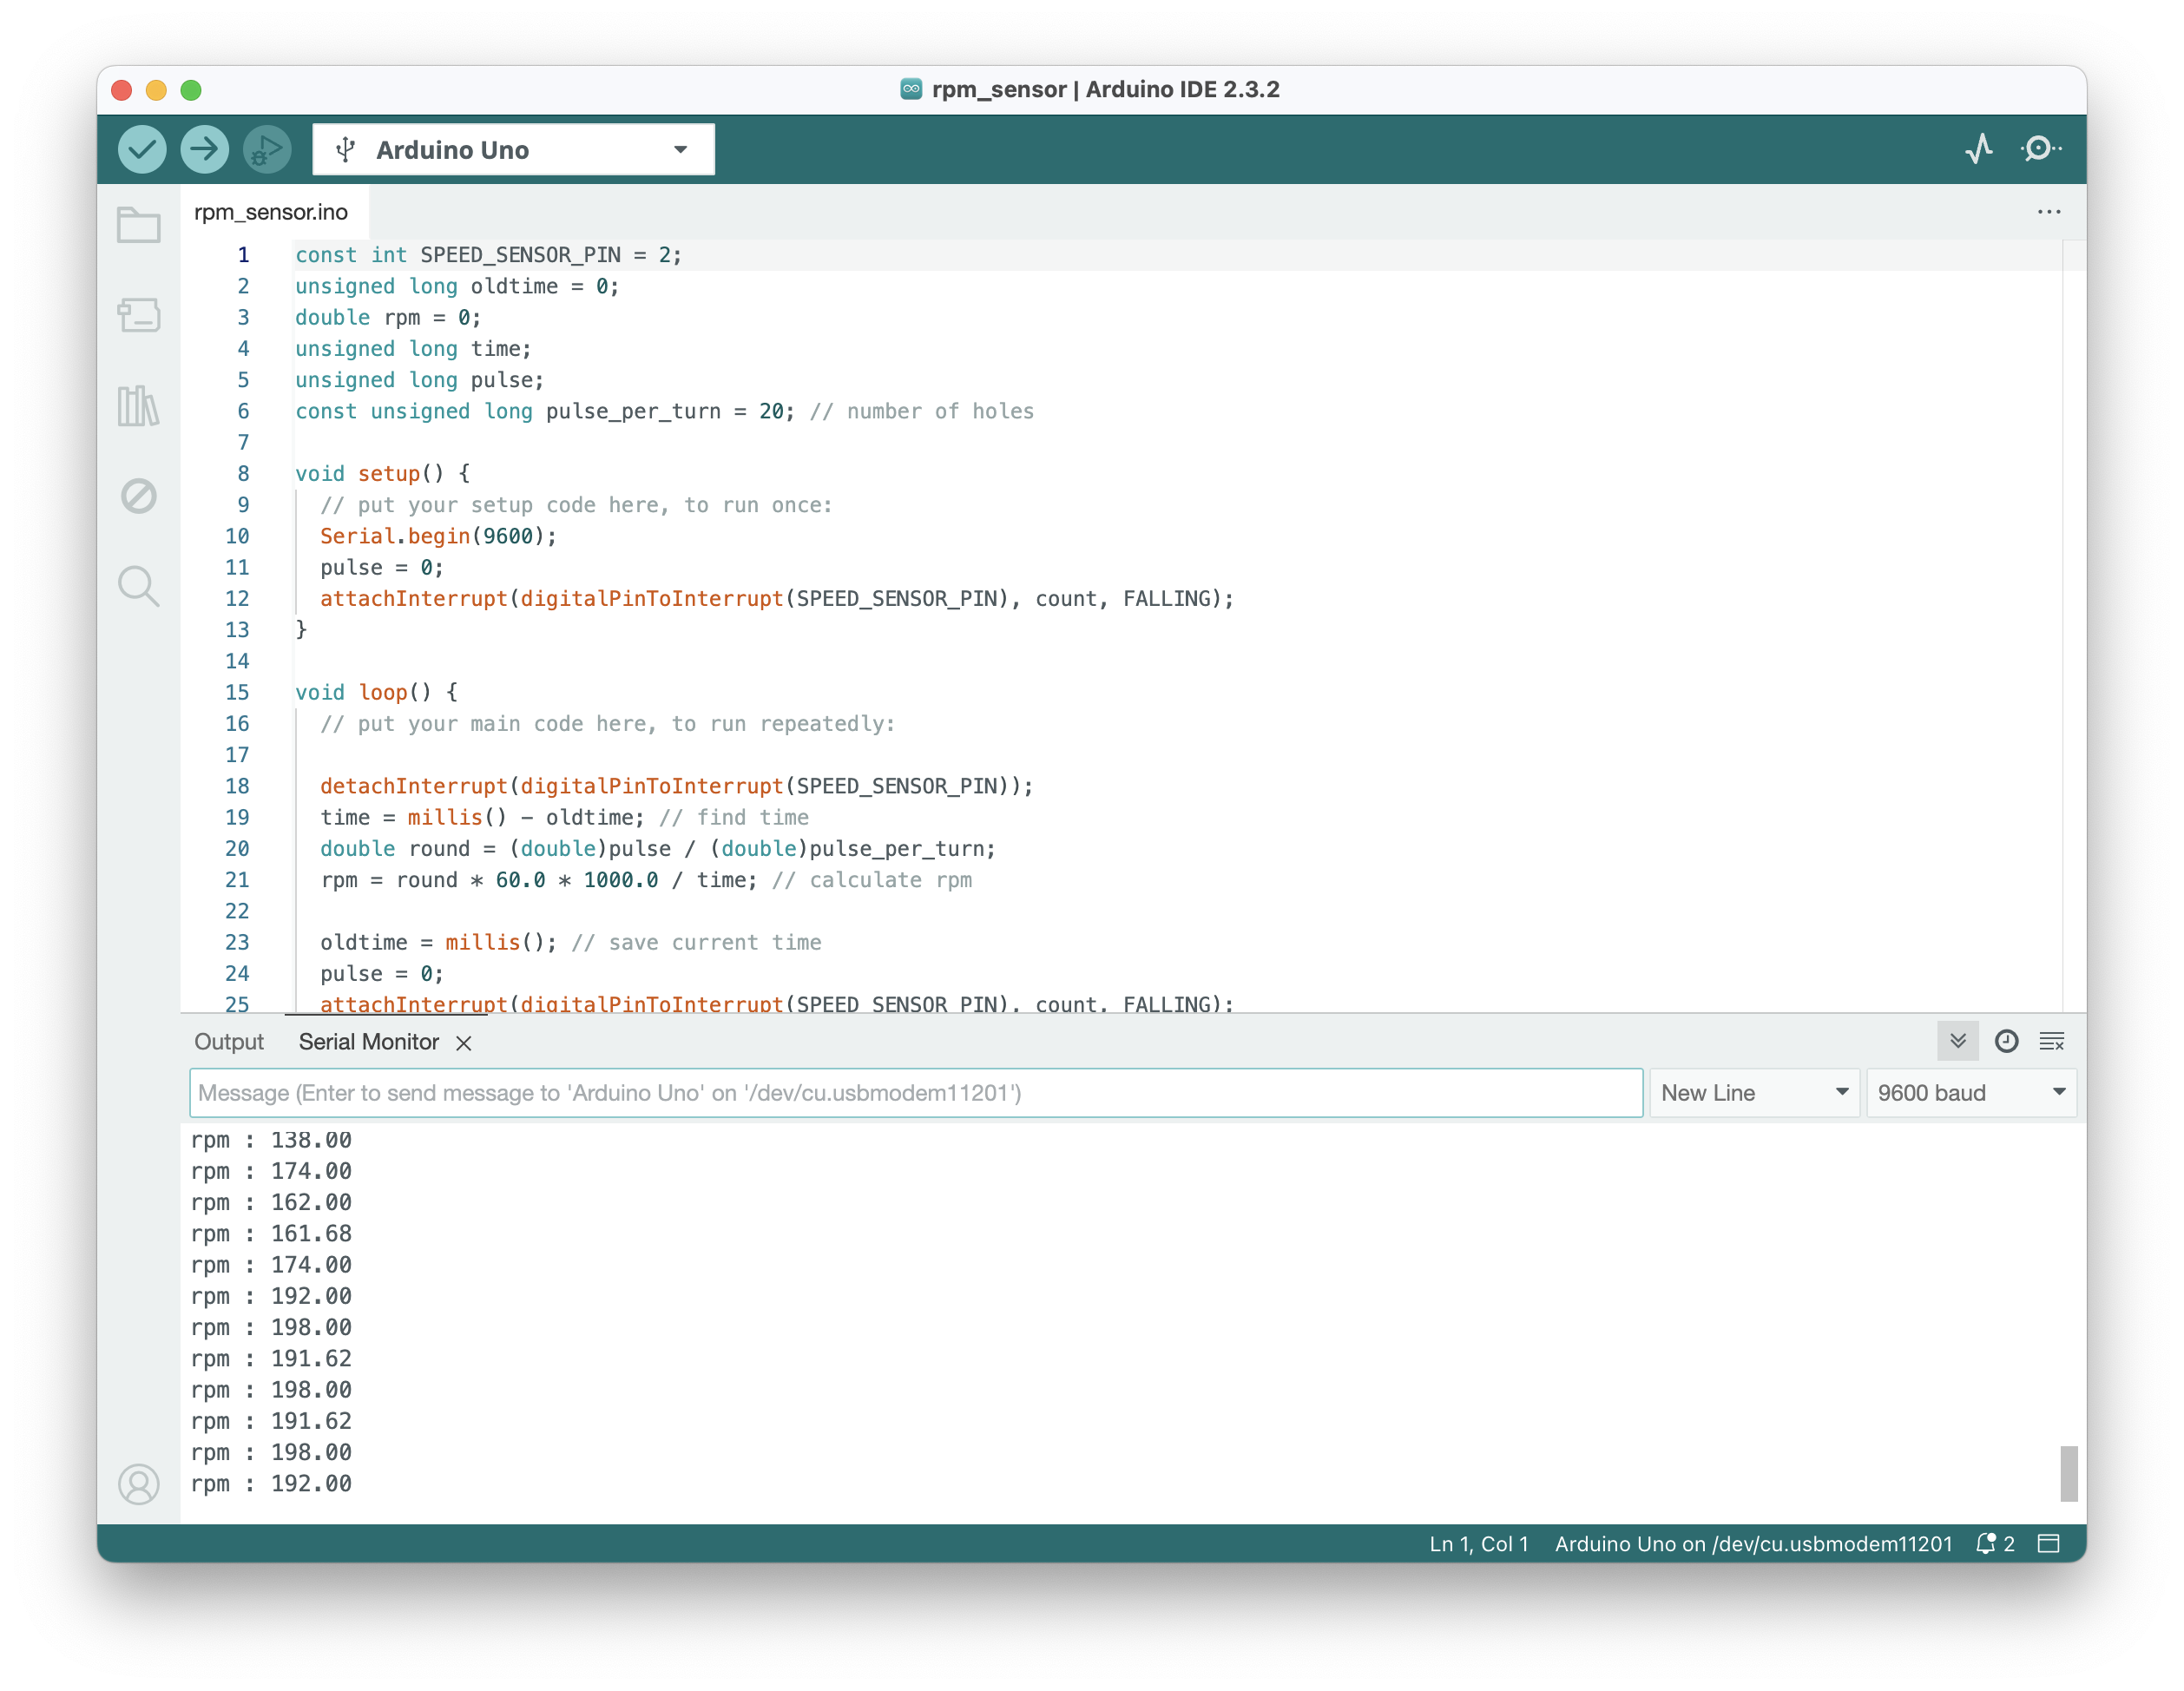 rpm_sensor | Arduino IDE 2.3.2
Arduino Uno
rpm_sensor.ino
1 const int SPEED_SENSOR_PIN = 2;
2 unsigned long oldtime = 0;
3 double rpm = 0;
4 unsigned long time;
5 unsigned long pulse;
6 const unsigned long pulse_per_turn = 20; // number of holes
7
8 void setup() {
9 // put your setup code here, to run once:
10 Serial.begin(9600);
11 pulse = 0;
12 attachInterrupt(digitalPinToInterrupt(SPEED_SENSOR_PIN), count, FALLING);
13 }
14
15 void loop() {
16 // put your main code here, to run repeatedly:
17
18 detachInterrupt(digitalPinToInterrupt(SPEED_SENSOR_PIN));
19 time = millis() - oldtime; // find time
20 double round = (double)pulse / (double)pulse_per_turn;
21 rpm = round * 60.0 * 1000.0 / time; // calculate rpm
22
23 oldtime = millis(); // save current time
24 pulse = 0;
25 attachInterrupt(digitalPinToInterrupt(SPEED_SENSOR_PIN), count, FALLING);
Output Serial Monitor
Message (Enter to send message to 'Arduino Uno' on '/dev/cu.usbmodem11201') New Line 9600 baud
rpm : 138.00
rpm : 174.00
rpm : 162.00
rpm : 161.68
rpm : 174.00
rpm : 192.00
rpm : 198.00
rpm : 191.62
rpm : 198.00
rpm : 191.62
rpm : 198.00
rpm : 192.00
Ln 1, Col 1 Arduino Uno on /dev/cu.usbmodem11201 2